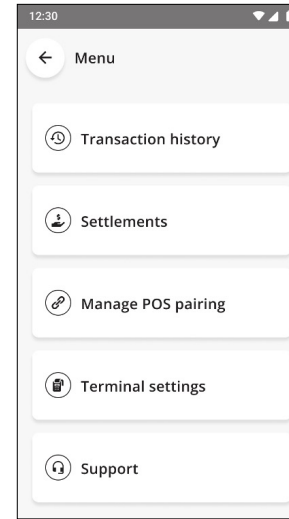 12:30
Menu
Transaction history
Settlements
Manage POS pairing
Terminal settings
Support